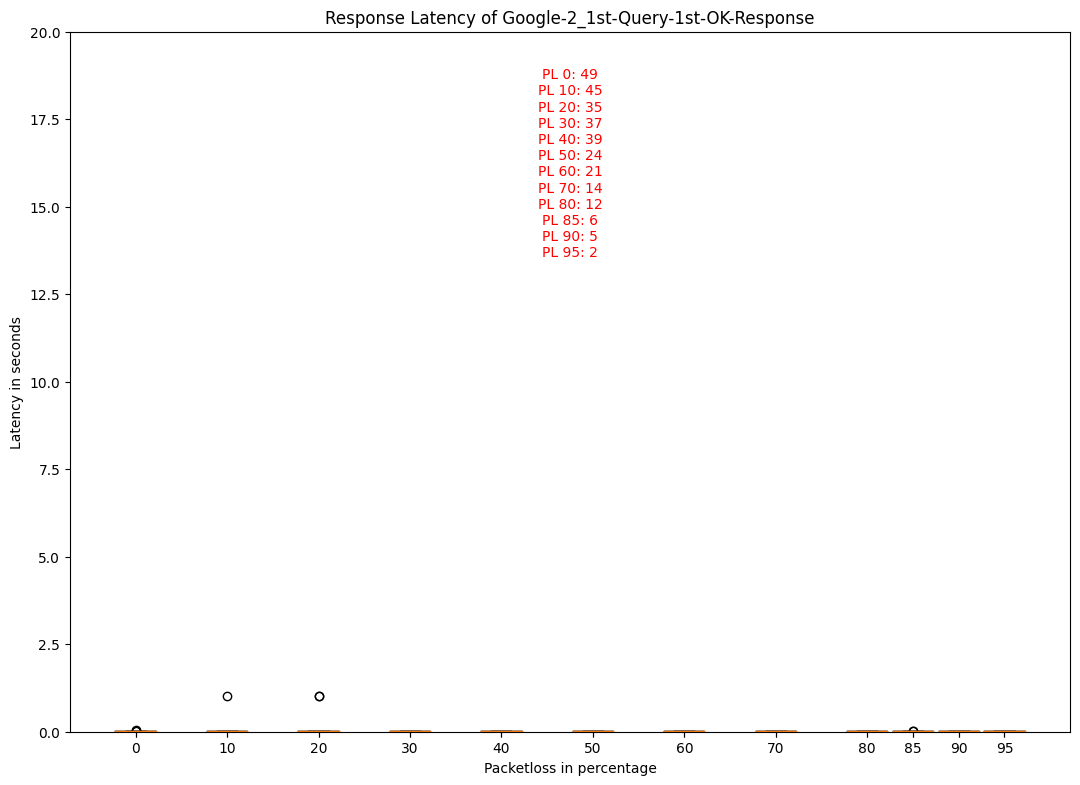 Response Latency of Google-2_1st-Query-1st-OK-Response
20.0
17.5
15.0
12.5
10.0
7.5
5.0
2.5
0.0
Latency in seconds
PL 0: 49
PL 10: 45
PL 20: 35
PL 30: 37
PL 40: 39
PL 50: 24
PL 60: 21
PL 70: 14
PL 80: 12
PL 85: 6
PL 90: 5
PL 95: 2
0 10 20 30 40 50 60 70 80 85 90 95
Packetloss in percentage